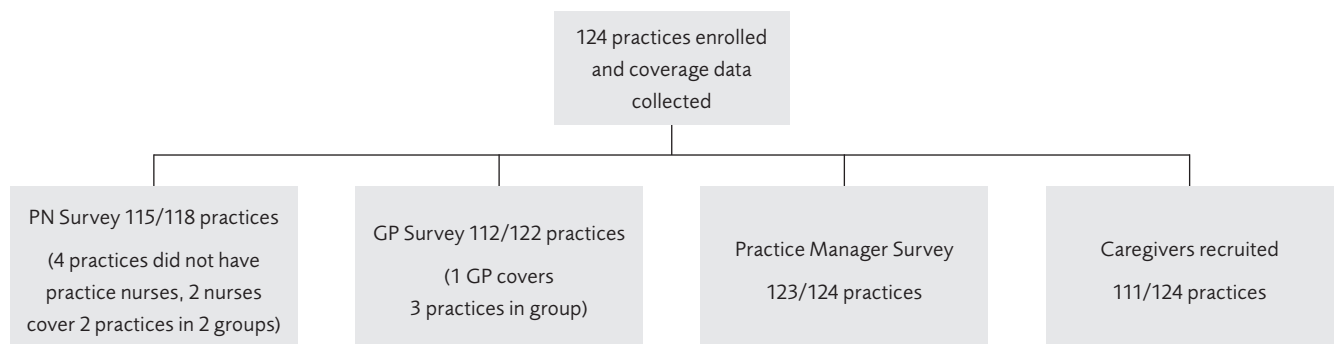 124 practices enrolled
and coverage data
collected
PN Survey 115/118 practices
(4 practices did not have
practice nurses, 2 nurses
cover 2 practices in 2 groups)
GP Survey 112/122 practices
(1 GP covers
3 practices in group)
Practice Manager Survey
123/124 practices
Caregivers recruited
111/124 practices